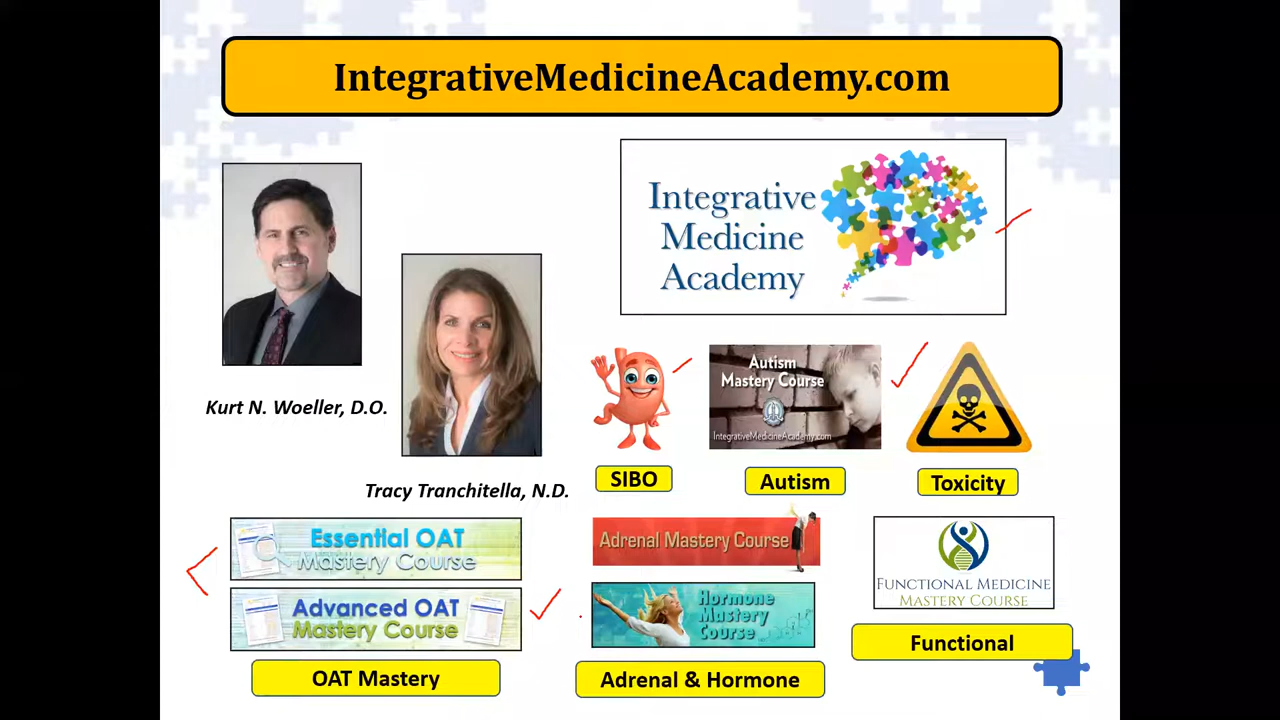 IntegrativeMedicineAcademy.com
Integrative
Medicine
Academy
Kurt N. Woeller, D.O.
Tracy Tranchitella, N.D.
Autism
Mastery Course
IntegrativeMedicineAcademy.com
SIBO
Autism
Toxicity
Essential OAT
Mastery Course
Advanced OAT
Mastery Course
OAT Mastery
Adrenal Mastery Course
Hormone
Mastery
Course
Adrenal & Hormone
FUNCTIONAL MEDICINE
MASTERY COURSE
Functional